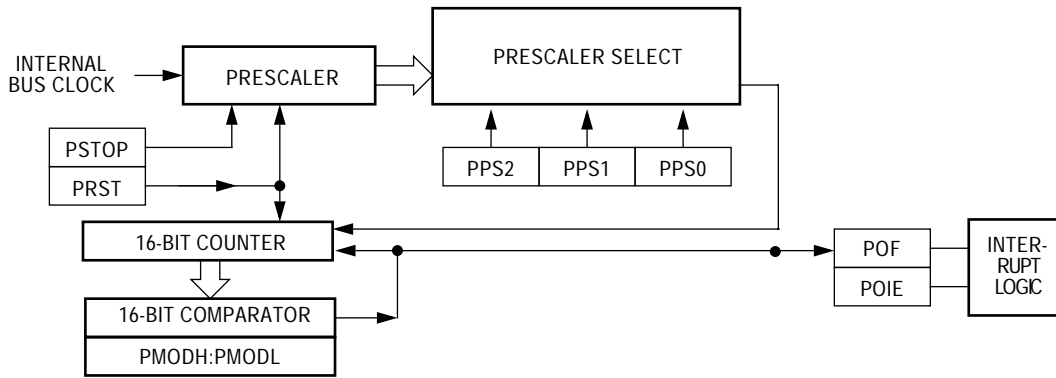 INTERNAL
BUS CLOCK
PRESCALER
PRESCALER SELECT
PSTOP
PRST
PPS2
PPS1
PPS0
16-BIT COUNTER
16-BIT COMPARATOR
PMODH:PMODL
POF
POIE
INTER-
RUPT
LOGIC